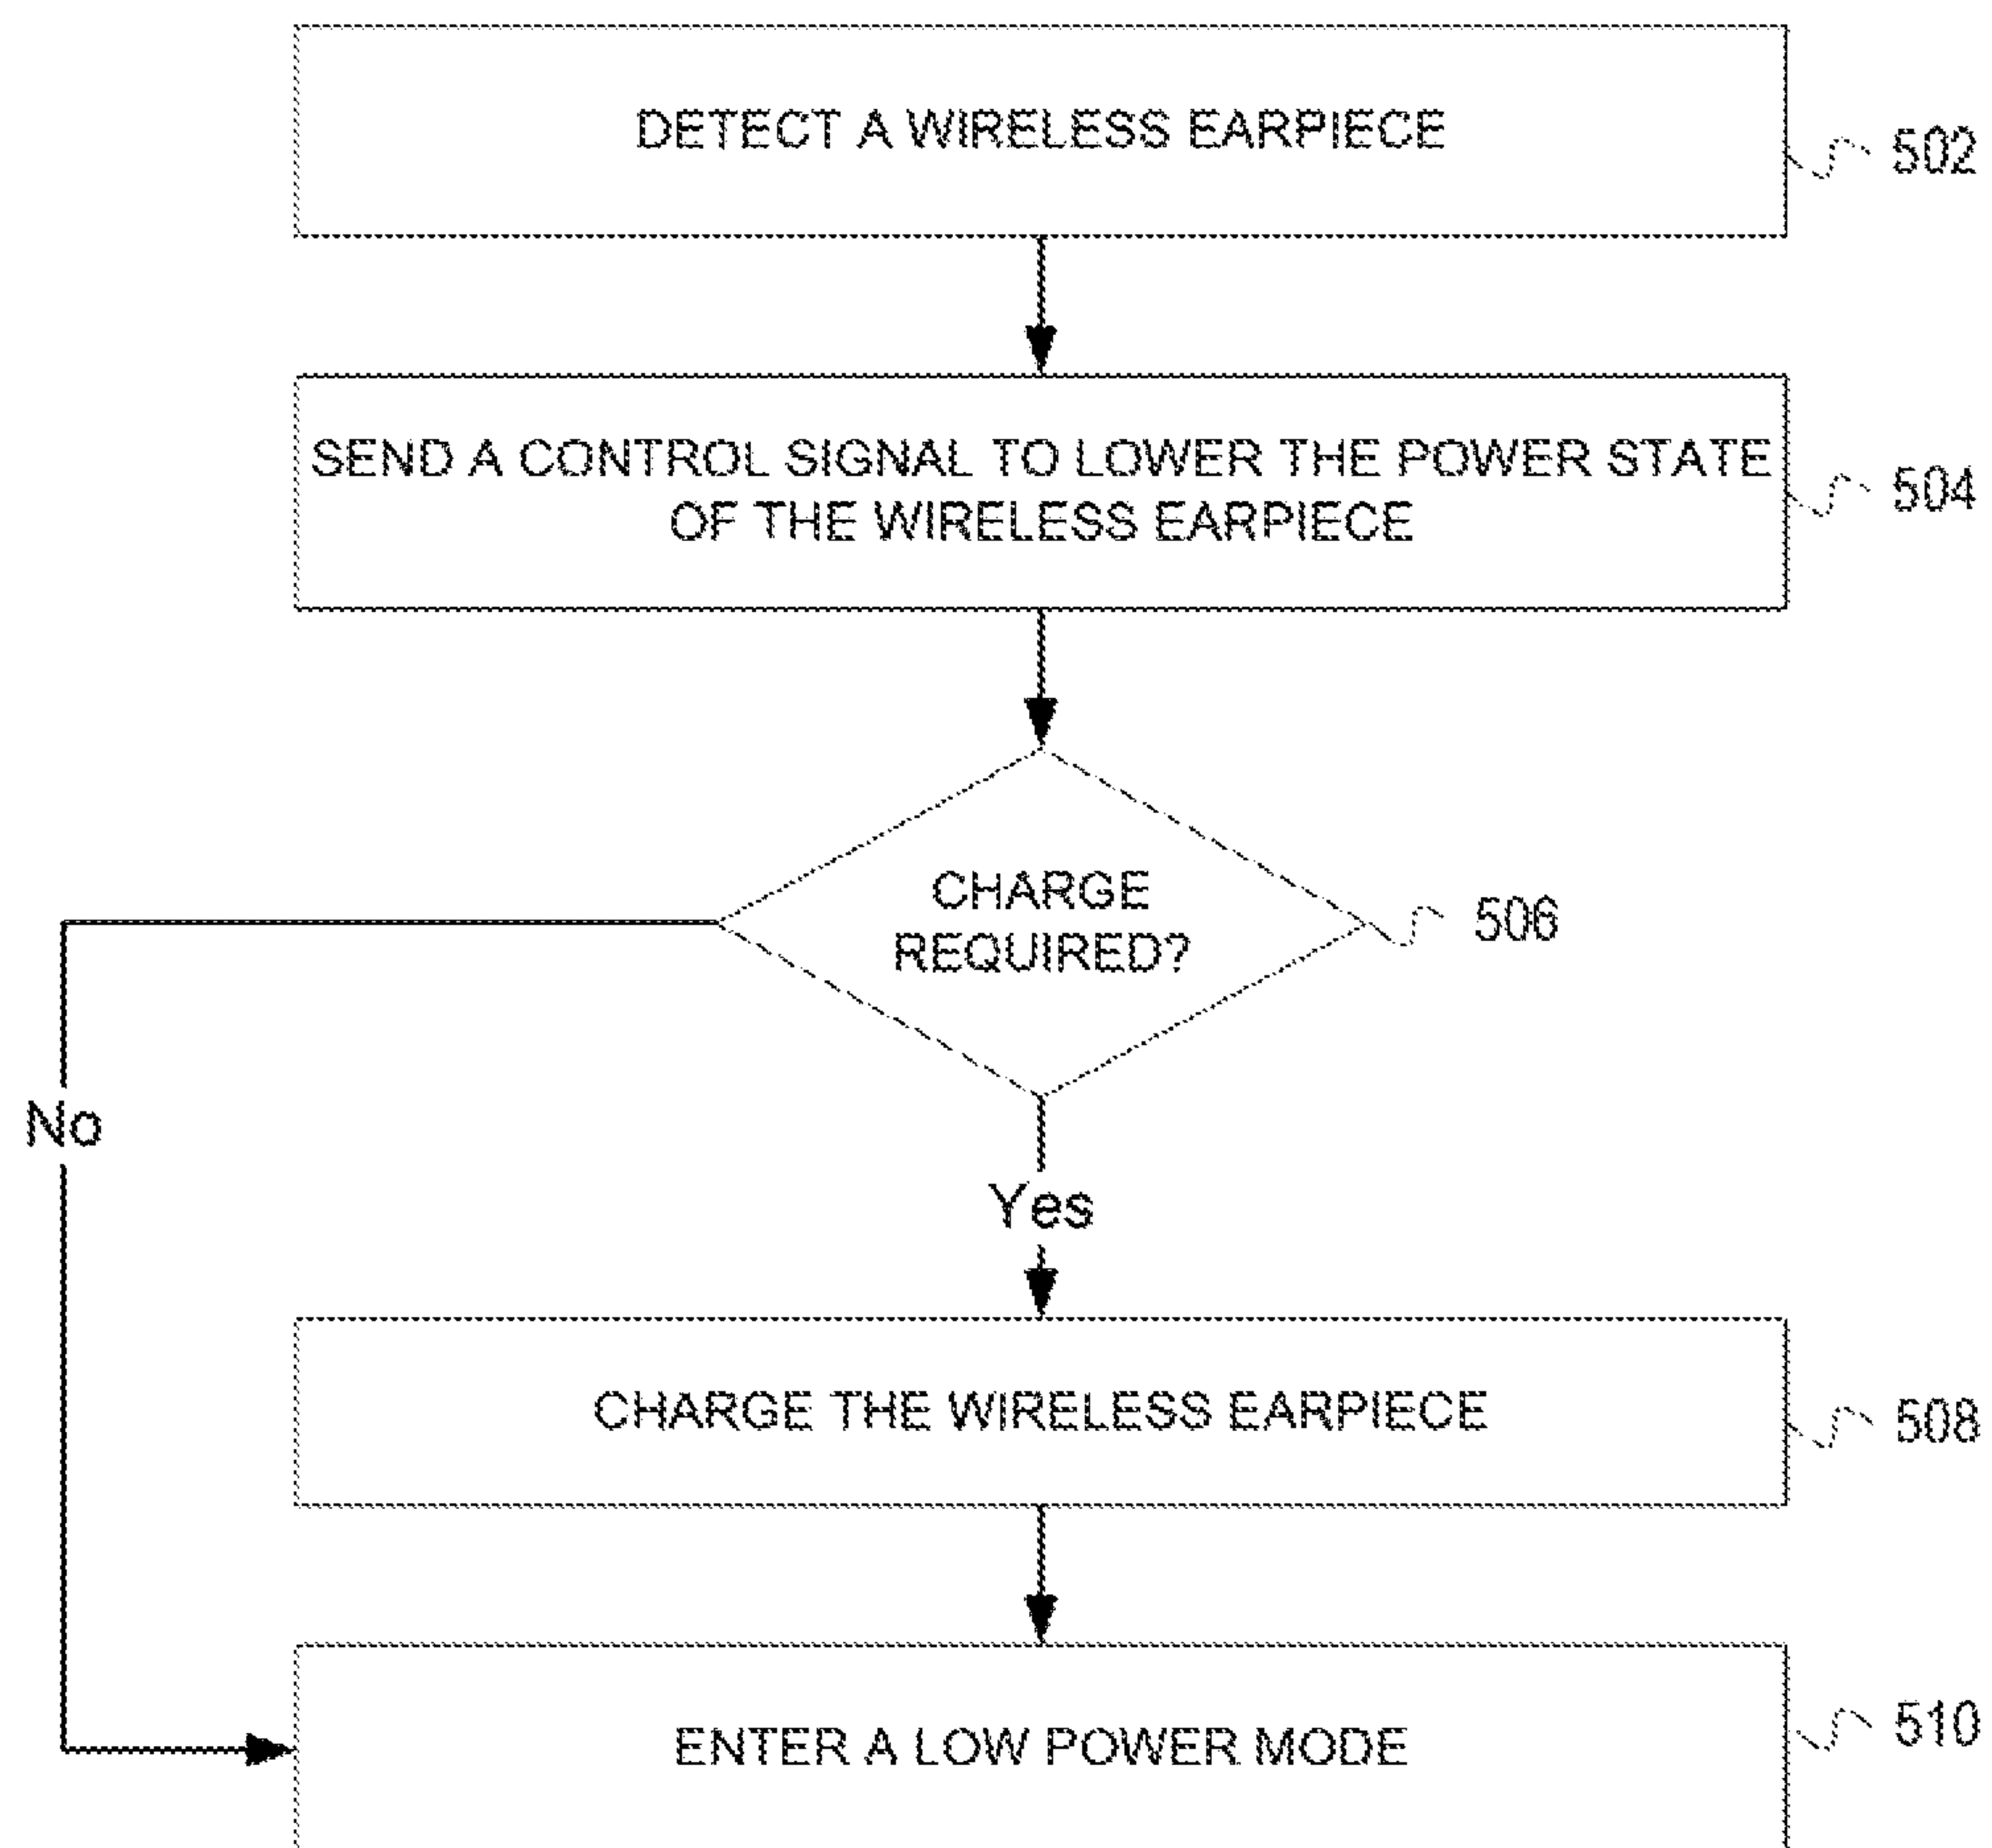 DETECT A WIRELESS EARPIECE
502
SEND A CONTROL SIGNAL TO LOWER THE POWER STATE
OF THE WIRELESS EARPIECE
504
CHARGE
REQUIRED?
506
No
Yes
CHARGE THE WIRELESS EARPIECE
508
ENTER A LOW POWER MODE
510